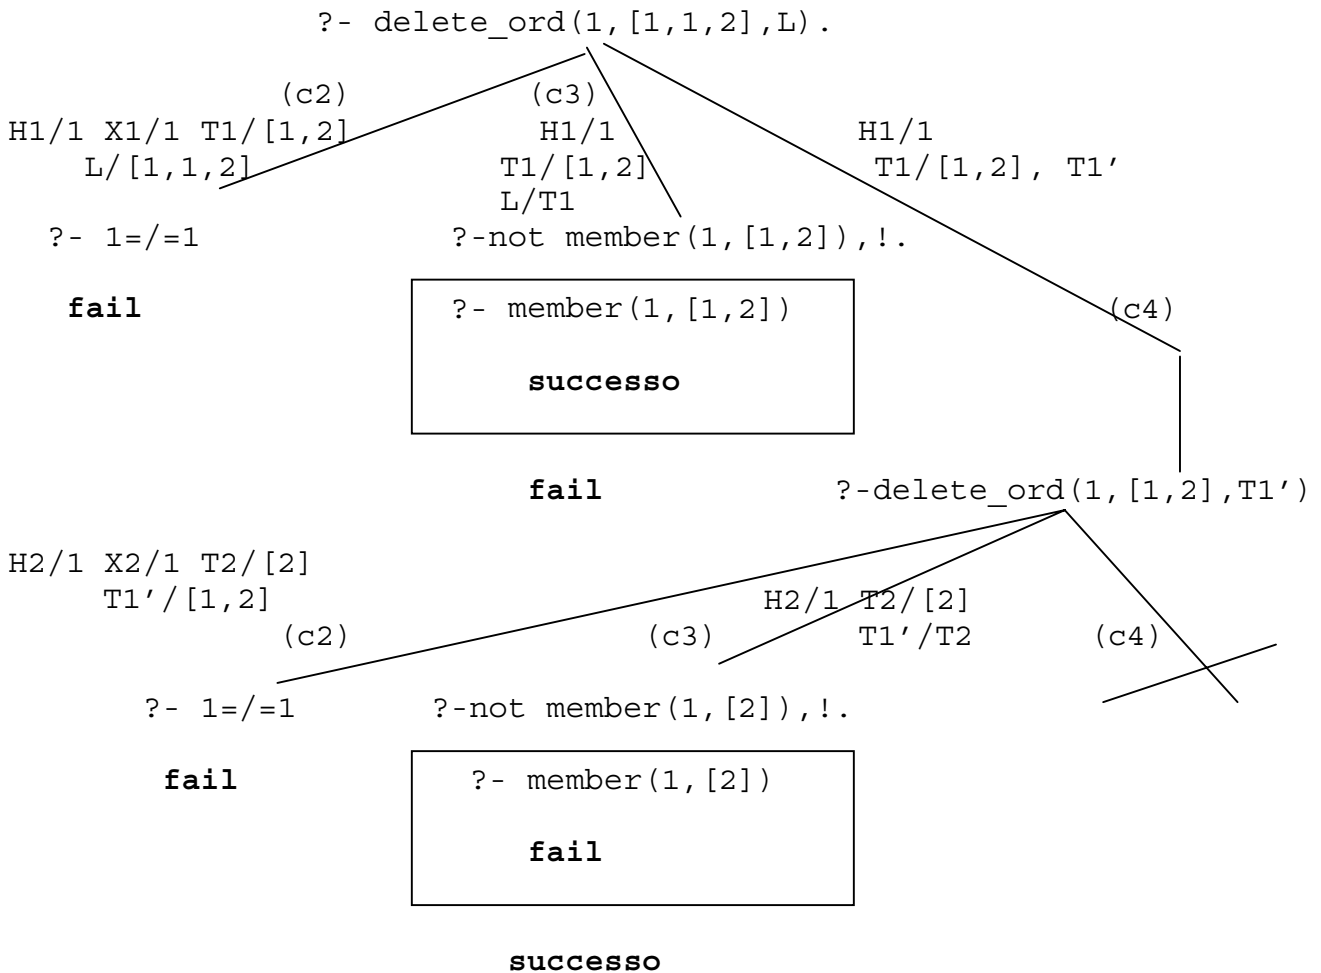 ?- delete_ord(1,[1,1,2],L).
(c2) (c3)
H1/1 X1/1 T1/[1,2] H1/1 H1/1
L/[1,1,2] T1/[1,2] T1/[1,2], T1’
L/T1
?- 1=/=1 ?-not member(1,[1,2]),!.
fail ?- member(1,[1,2]) (c4)
successo
fail ?-delete_ord(1,[1,2],T1’)
H2/1 X2/1 T2/[2]
T1’/[1,2] H2/1 T2/[2]
(c2) (c3) T1’/T2 (c4)
?- 1=/=1 ?-not member(1,[2]),!.
fail ?- member(1,[2])
fail
successo